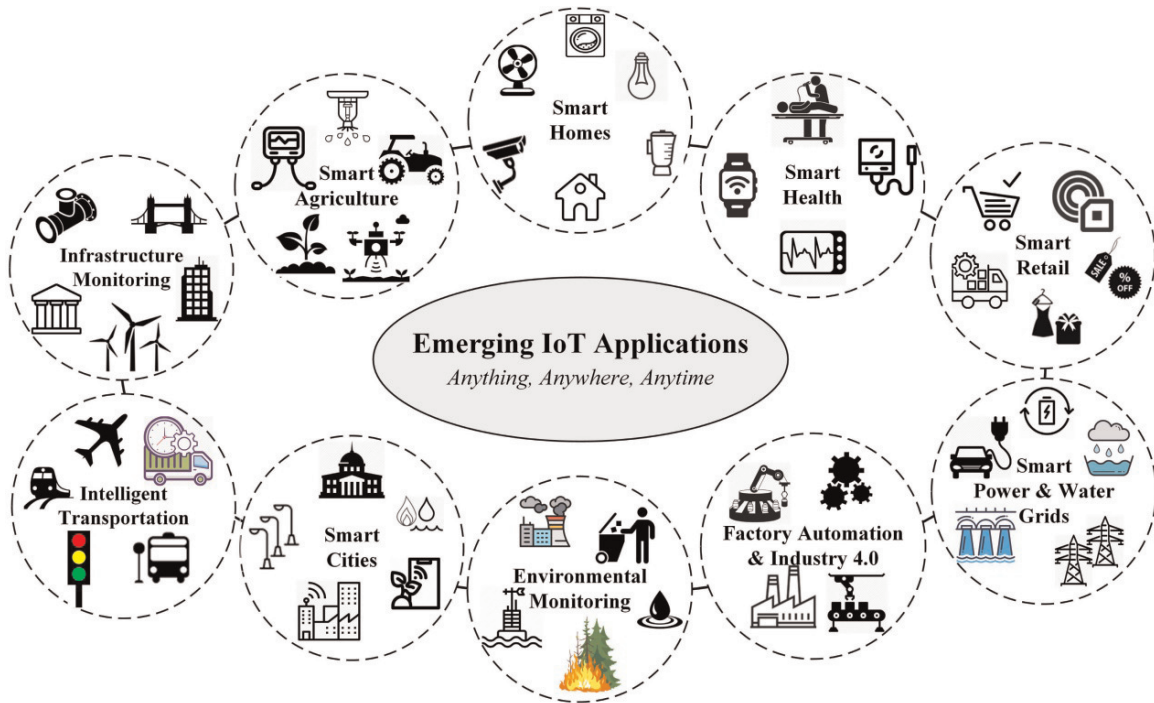 Smart
Homes
Smart
Agriculture
Smart
Health
Infrastructure
Monitoring
Smart
Retail
SALE
%
OFF
Emerging IoT Applications
Anything, Anywhere, Anytime
Intelligent
Transportation
Smart
Cities
Environmental
Monitoring
Factory Automation
& Industry 4.0
Smart
Power & Water
Grids